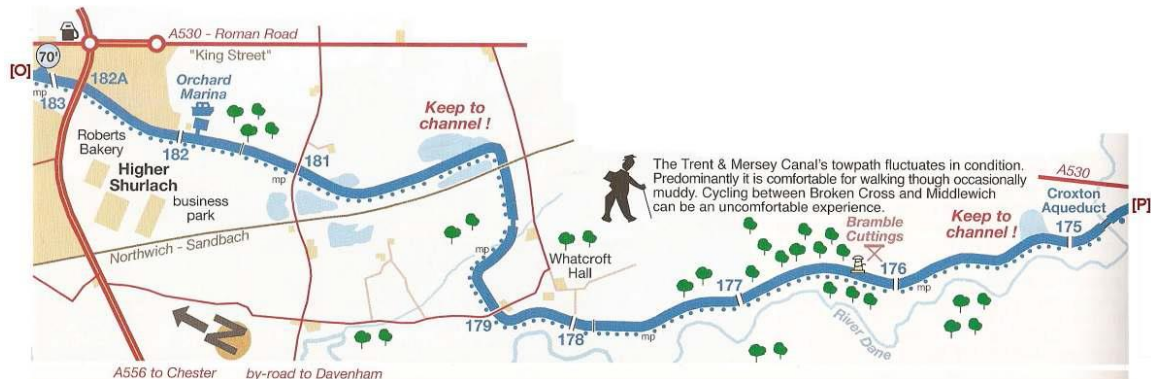 A530 - Roman Road
"King Street"
70'
[O]
182A
mp
183
Orchard
Marina
Keep to
channel !
Roberts
Bakery
182
181
Higher
Shurlach
mp
business
park
Northwich - Sandbach
The Trent & Mersey Canal's towpath fluctuates in condition.
Predominantly it is comfortable for walking though occasionally
muddy. Cycling between Broken Cross and Middlewich
can be an uncomfortable experience.
A530
Croxton
Aqueduct
[P]
Bramble
Cuttings
Keep to
channel !
175
mp
Whatcroft
Hall
176
mp
177
179
178
mp
River Dane
N
A556 to Chester
by-road to Davenham